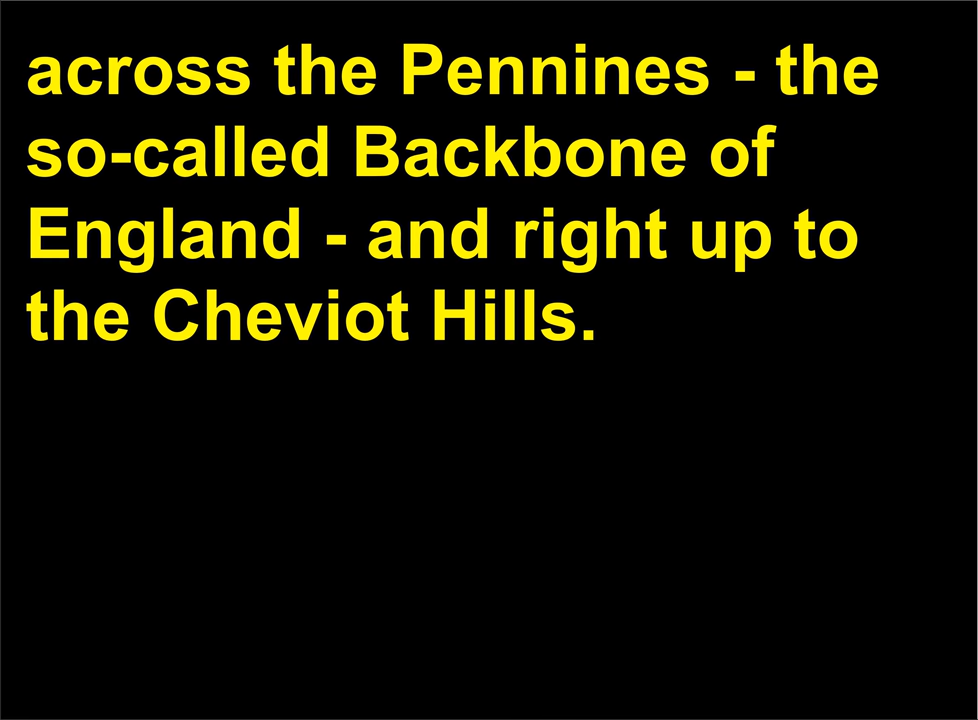 across the Pennines - the
so-called Backbone of
England - and right up to
the Cheviot Hills.